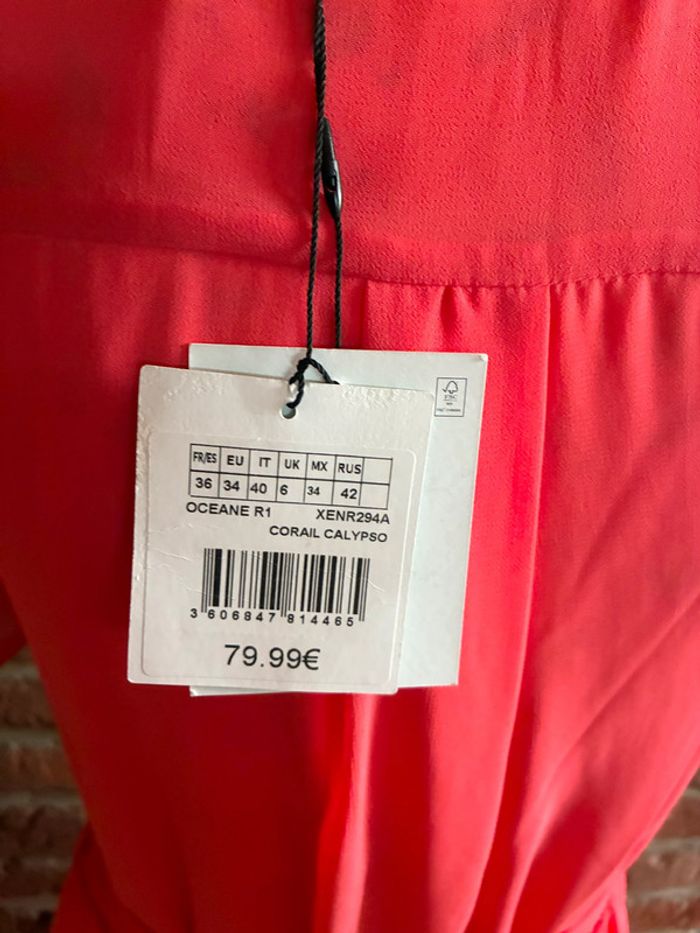 FSC
FR/ES EU IT UK MX RUS
36 34 40 6 34 42
OCEANE R1 XENR294A
CORAIL CALYPSO
3 606847 814465
79.99€